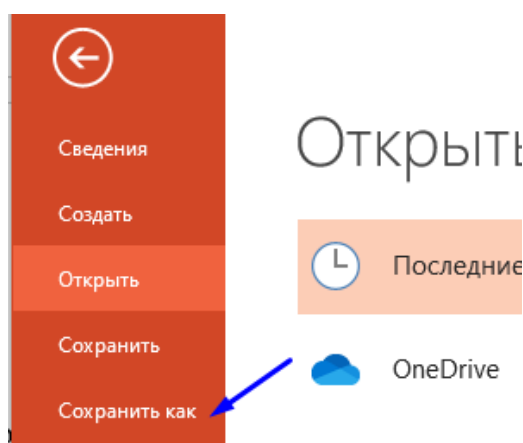 Сведения
Создать
Открыть
Сохранить
Сохранить как
Открыть
Последние
OneDrive